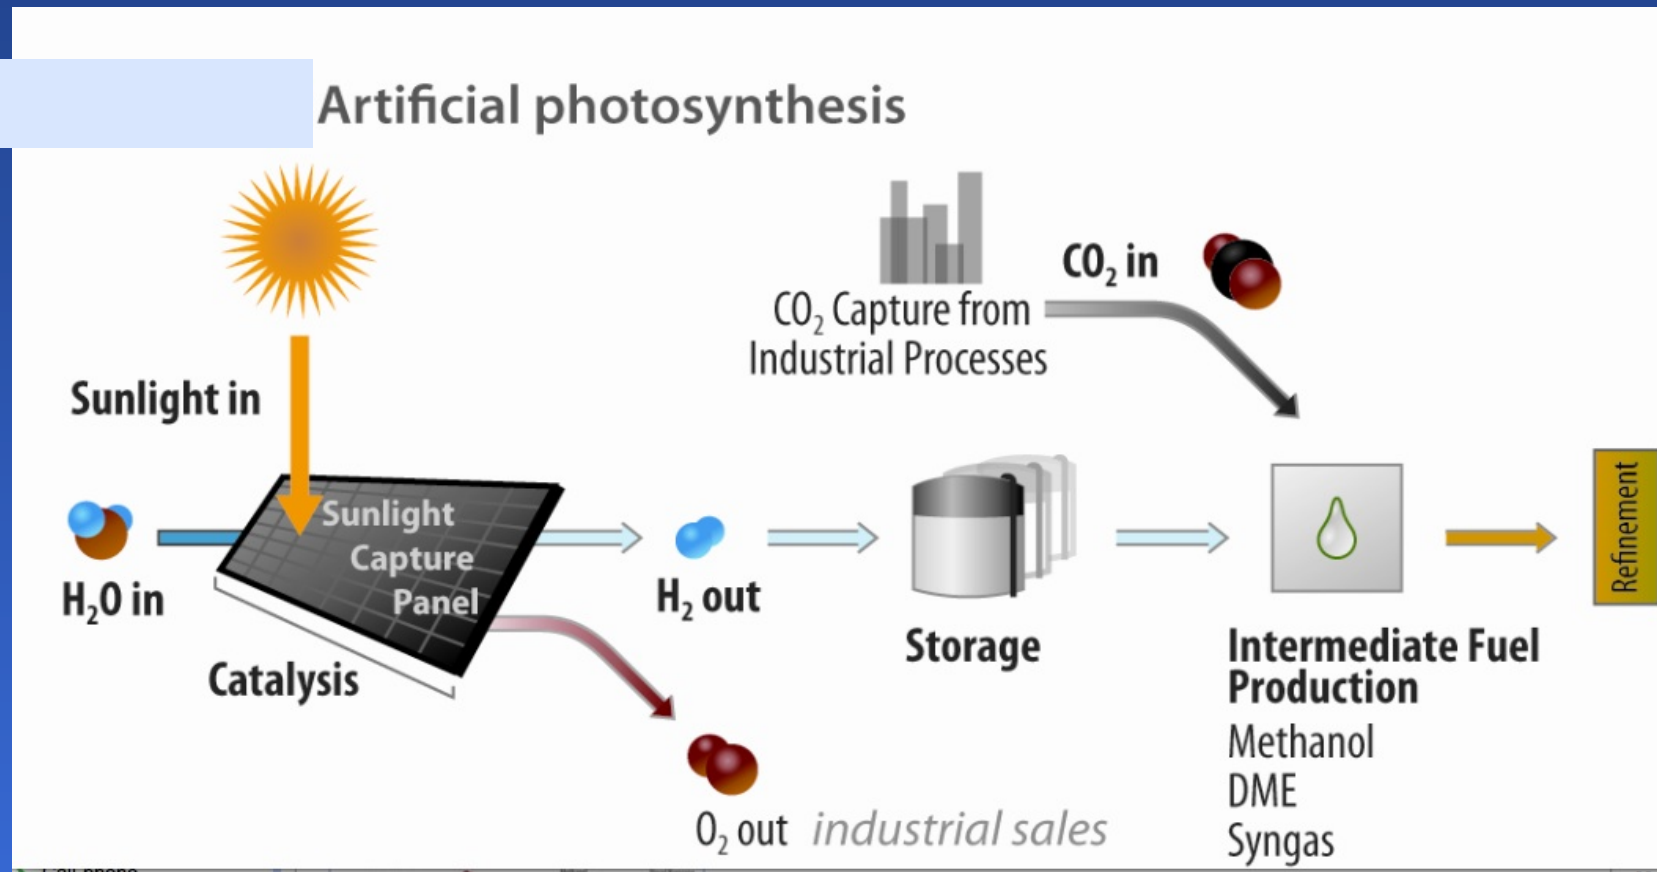 Artificial photosynthesis
CO₂ in
CO₂ Capture from
Industrial Processes
Sunlight in
Sunlight
Capture
Panel
H₂O in
H₂ out
Catalysis
Storage
Intermediate Fuel
Production
Methanol
DME
Syngas
Refinement
O₂ out industrial sales